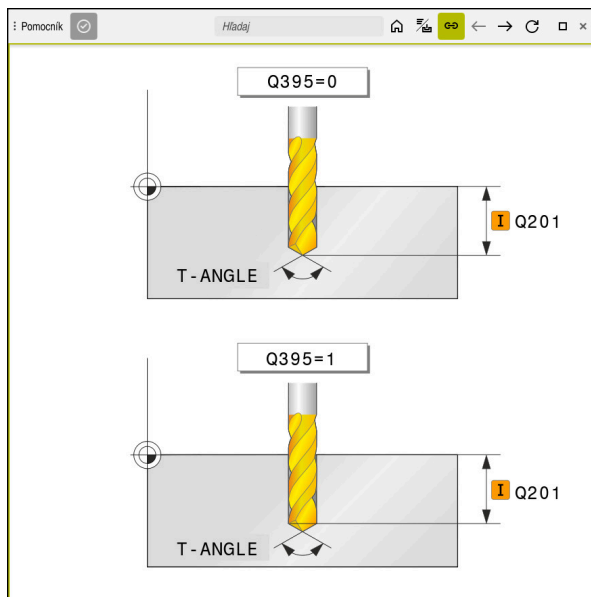 Pomocník
Hľadaj
Q395=0
I Q201
T-ANGLE
Q395=1
I Q201
T-ANGLE